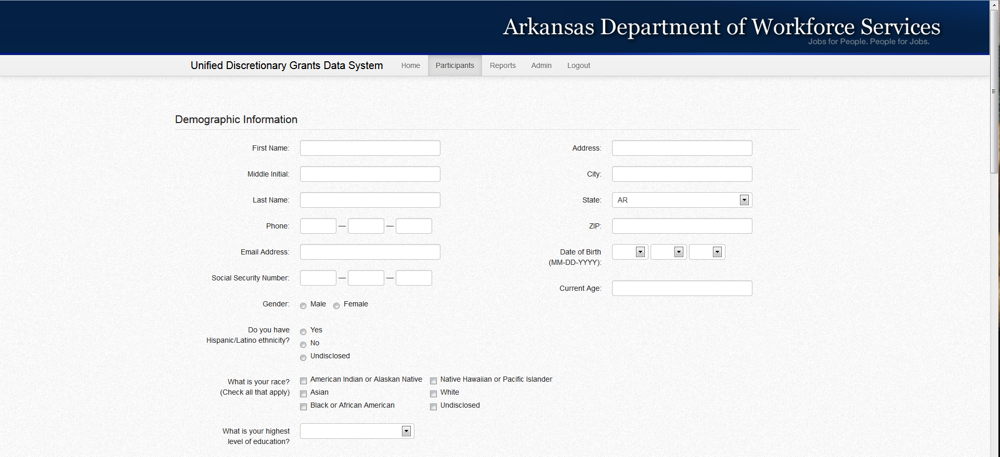 Arkansas Department of Workforce Services
Jobs for People. People for Jobs.
Unified Discretionary Grants Data System Home Participants Reports Admin Logout
Demographic Information
First Name:
Middle Initial:
Last Name:
Phone: — —
Email Address:
Social Security Number: — —
Gender: Male Female
Do you have
Hispanic/Latino ethnicity?
Yes
No
Undisclosed
What is your race?
(Check all that apply)
American Indian or Alaskan Native
Asian
Black or African American
Native Hawaiian or Pacific Islander
White
Undisclosed
What is your highest
level of education?
Address:
City:
State: AR
ZIP:
Date of Birth
(MM-DD-YYYY):
Current Age: